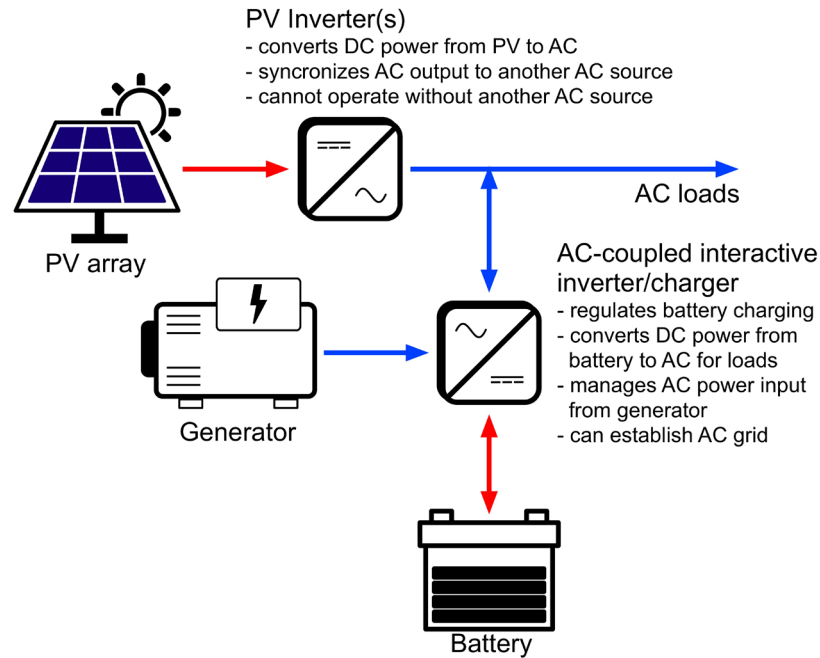 PV Inverter(s)
- converts DC power from PV to AC
- syncronizes AC output to another AC source
- cannot operate without another AC source
AC loads
PV array
AC-coupled interactive
inverter/charger
- regulates battery charging
- converts DC power from
battery to AC for loads
- manages AC power input
from generator
- can establish AC grid
Generator
Battery